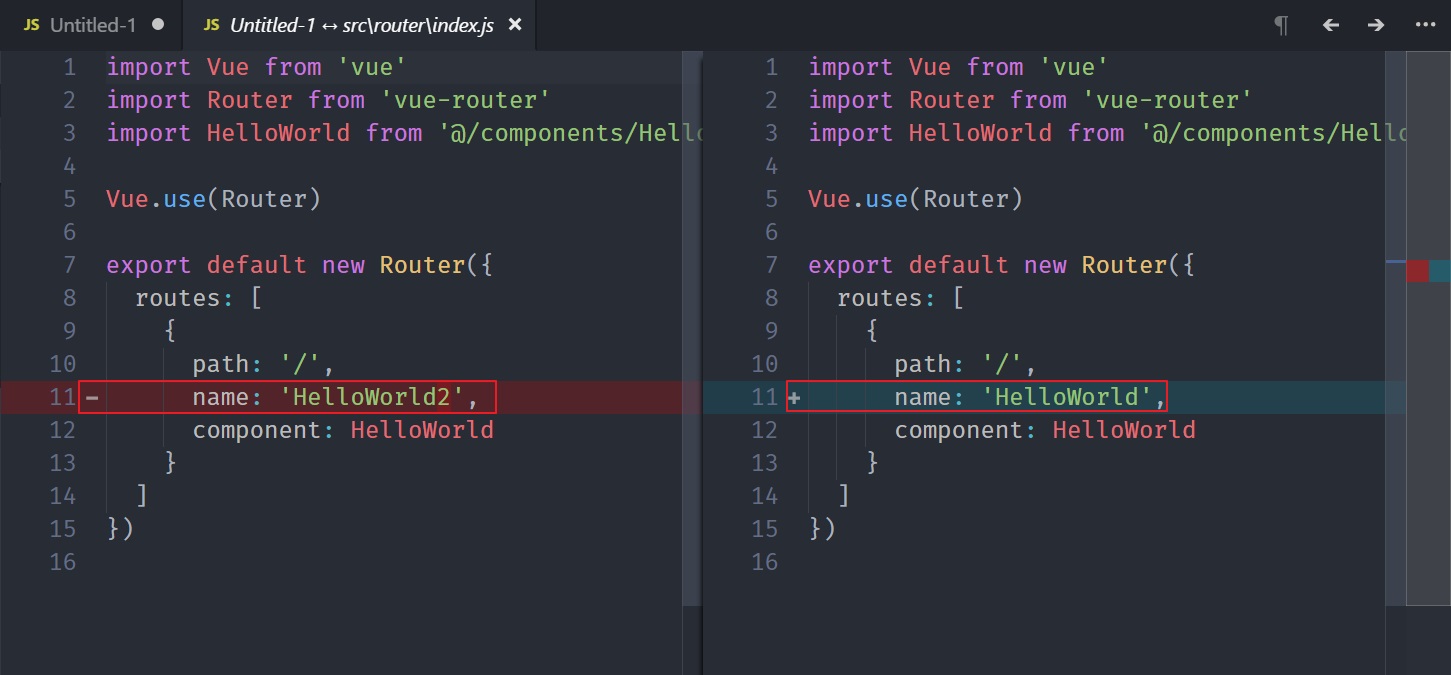 JS Untitled-1 ● JS Untitled-1 ↔ src\router\index.js × ¶ ← → ···
1 import Vue from 'vue'
2 import Router from 'vue-router'
3 import HelloWorld from '@/components/Hello
4
5 Vue.use(Router)
6
7 export default new Router({
8 routes: [
9 {
10 path: '/',
11 - name: 'HelloWorld2',
12 component: HelloWorld
13 }
14 ]
15 })
16
1 import Vue from 'vue'
2 import Router from 'vue-router'
3 import HelloWorld from '@/components/Hello
4
5 Vue.use(Router)
6
7 export default new Router({
8 routes: [
9 {
10 path: '/',
11 + name: 'HelloWorld',
12 component: HelloWorld
13 }
14 ]
15 })
16